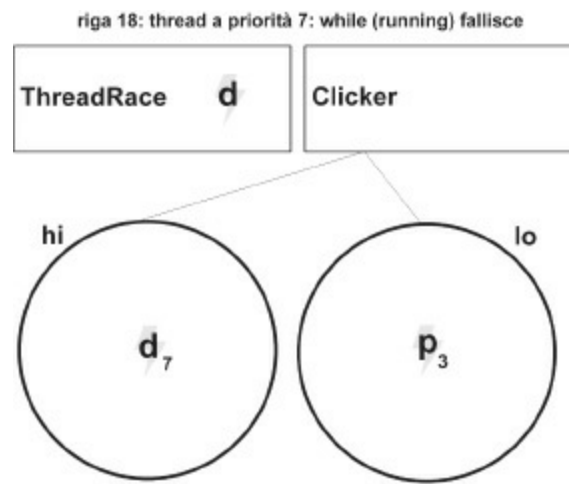 riga 18: thread a priorità 7: while (running) fallisce
ThreadRace d Clicker
hi lo
d7 p3